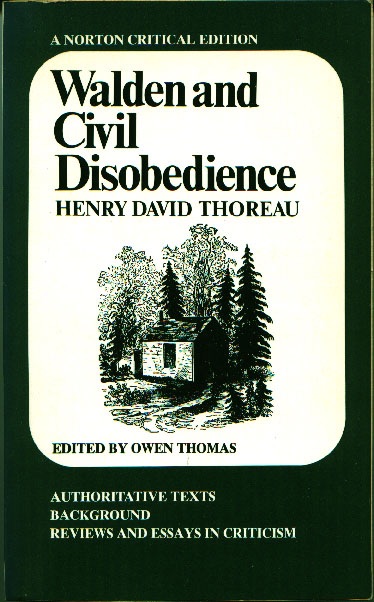 A NORTON CRITICAL EDITION
Walden and
Civil
Disobedience
HENRY DAVID THOREAU
EDITED BY OWEN THOMAS
AUTHORITATIVE TEXTS
BACKGROUND
REVIEWS AND ESSAYS IN CRITICISM